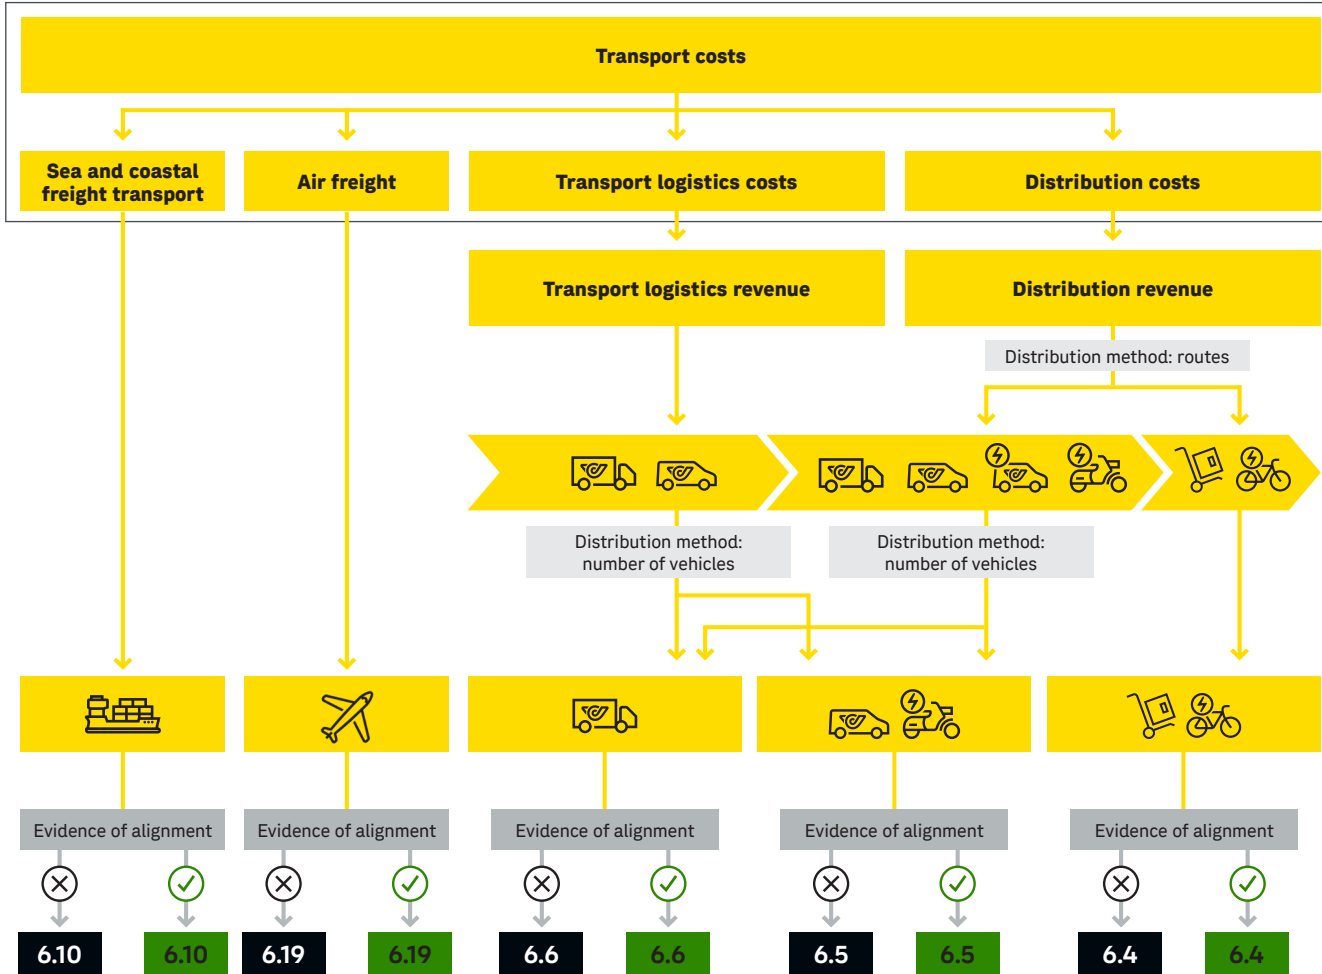 Transport costs
Sea and coastal
freight transport
Air freight
Transport logistics costs
Distribution costs
Transport logistics revenue
Distribution revenue
Distribution method: routes
Distribution method:
number of vehicles
Distribution method:
number of vehicles
Evidence of alignment
Evidence of alignment
Evidence of alignment
Evidence of alignment
Evidence of alignment
6.10
6.10
6.19
6.19
6.6
6.6
6.5
6.5
6.4
6.4